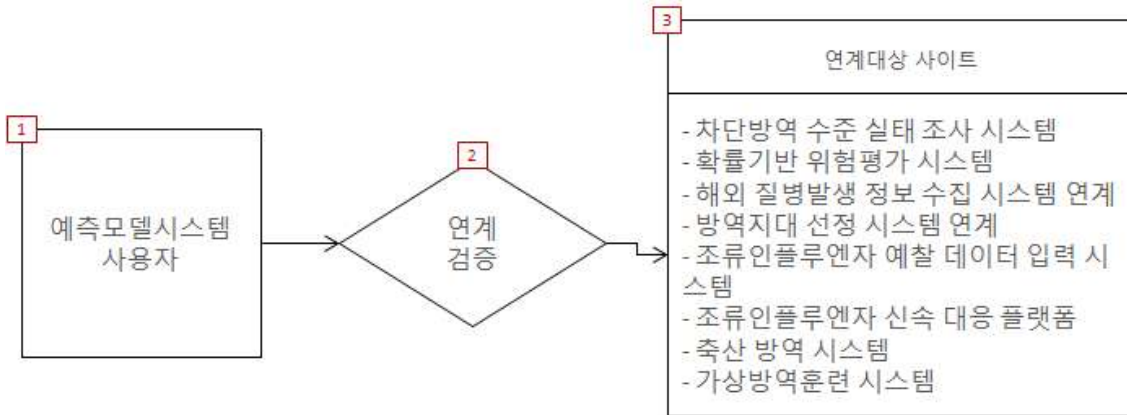 1
예측모델시스템
사용자
2
연계
검증
3
연계대상 사이트
- 차단방역 수준 실태 조사 시스템
- 확률기반 위험평가 시스템
- 해외 질병발생 정보 수집 시스템 연계
- 방역지대 선정 시스템 연계
- 조류인플루엔자 예찰 데이터 입력 시
스템
- 조류인플루엔자 신속 대응 플랫폼
- 축산 방역 시스템
- 가상방역훈련 시스템